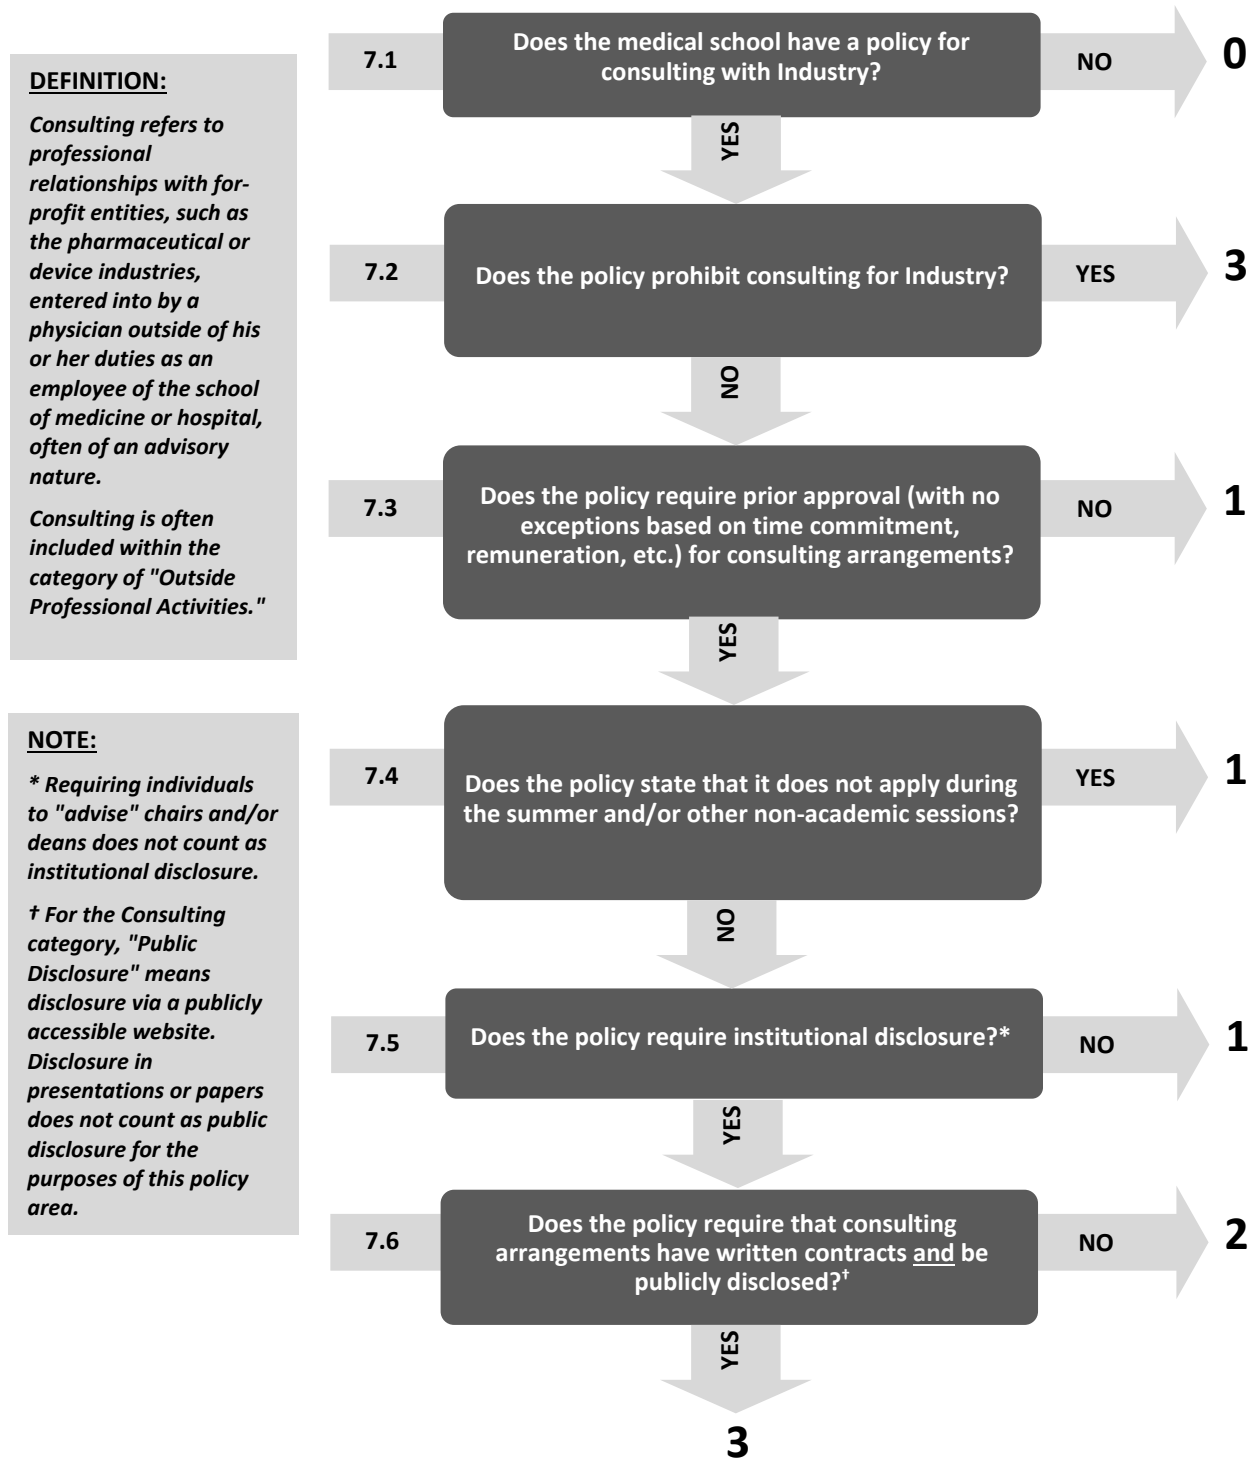 DEFINITION:
Consulting refers to
professional
relationships with for-
profit entities, such as
the pharmaceutical or
device industries,
entered into by a
physician outside of his
or her duties as an
employee of the school
of medicine or hospital,
often of an advisory
nature.
Consulting is often
included within the
category of "Outside
Professional Activities."
NOTE:
* Requiring individuals
to "advise" chairs and/or
deans does not count as
institutional disclosure.
† For the Consulting
category, "Public
Disclosure" means
disclosure via a publicly
accessible website.
Disclosure in
presentations or papers
does not count as public
disclosure for the
purposes of this policy
area.
7.1
Does the medical school have a policy for
consulting with Industry?
NO
0
YES
7.2
Does the policy prohibit consulting for Industry?
YES
3
NO
7.3
Does the policy require prior approval (with no
exceptions based on time commitment,
remuneration, etc.) for consulting arrangements?
NO
1
YES
7.4
Does the policy state that it does not apply during
the summer and/or other non-academic sessions?
YES
1
NO
7.5
Does the policy require institutional disclosure?*
NO
1
YES
7.6
Does the policy require that consulting
arrangements have written contracts and be
publicly disclosed?†
NO
2
YES
3